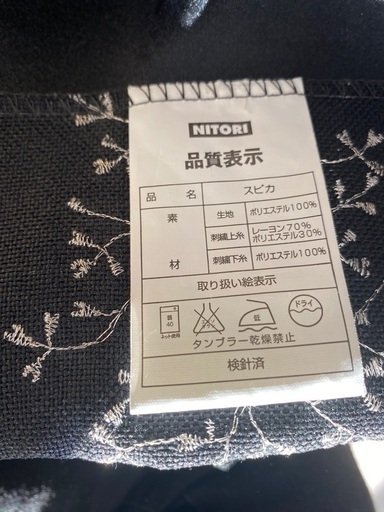 NITORI
品質表示
品 名 スピカ
素 材
生地 ポリエステル100%
刺繍上糸 レーヨン70% ポリエステル30%
刺繍下糸 ポリエステル100%
取り扱い絵表示
弱 40 ネット使用 低 ドライ
タンブラー乾燥禁止
検針済